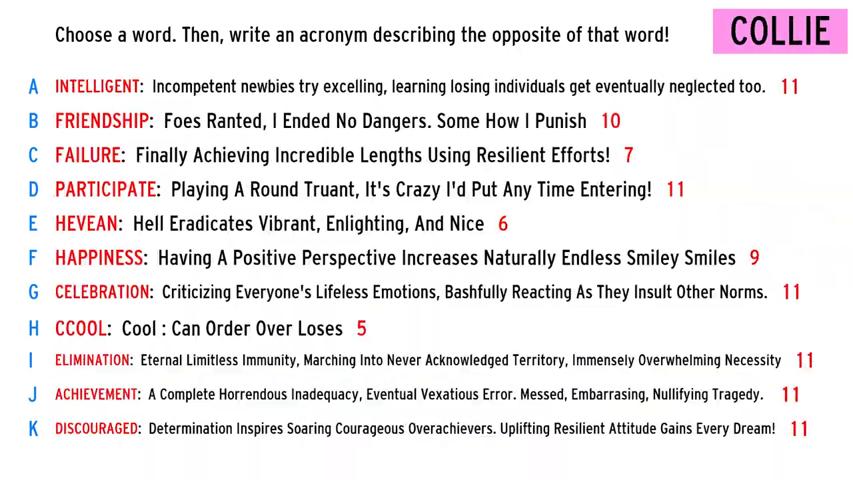 Choose a word. Then, write an acronym describing the opposite of that word! COLLIE
A INTELLIGENT: Incompetent newbies try excelling, learning losing individuals get eventually neglected too. 11
B FRIENDSHIP: Foes Ranted, I Ended No Dangers. Some How I Punish 10
C FAILURE: Finally Achieving Incredible Lengths Using Resilient Efforts! 7
D PARTICIPATE: Playing A Round Truant, It's Crazy I'd Put Any Time Entering! 11
E HEVEAN: Hell Eradicates Vibrant, Enlighting, And Nice 6
F HAPPINESS: Having A Positive Perspective Increases Naturally Endless Smiley Smiles 9
G CELEBRATION: Criticizing Everyone's Lifeless Emotions, Bashfully Reacting As They Insult Other Norms. 11
H CCOOL: Cool : Can Order Over Loses 5
I ELIMINATION: Eternal Limitless Immunity, Marching Into Never Acknowledged Territory, Immensely Overwhelming Necessity 11
J ACHIEVEMENT: A Complete Horrendous Inadequacy, Eventual Vexatious Error. Messed, Embarrasing, Nullifying Tragedy. 11
K DISCOURAGED: Determination Inspires Soaring Courageous Overachievers. Uplifting Resilient Attitude Gains Every Dream! 11